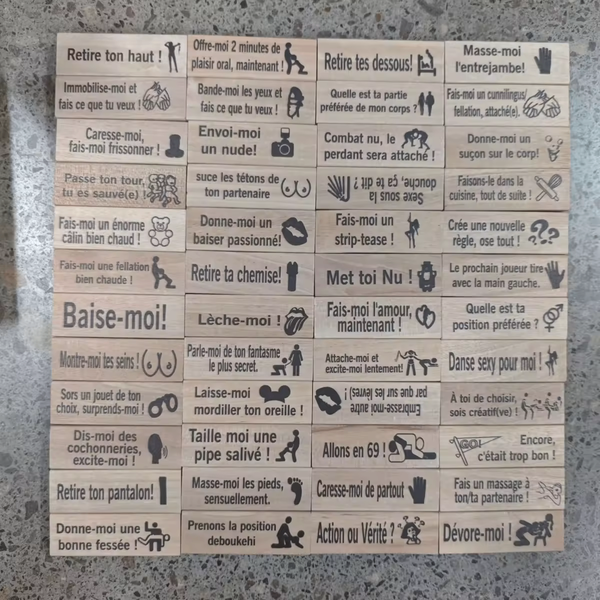 Retire ton haut !
Offre-moi 2 minutes de
plaisir oral, maintenant !
Retire tes dessous!
Masse-moi
l'entrejambe!
Immobilise-moi et
fais ce que tu veux !
Bande-moi les yeux et
fais ce que tu veux !
Quelle est ta partie
préférée de mon corps ?
Fais-moi un cunnilingus/
fellation, attaché(e).
Caresse-moi,
fais-moi frissonner !
Envoi-moi
un nude!
Combat nu, le
perdant sera attaché !
Donne-moi un
suçon sur le corp!
Passe ton tour,
tu es sauvé(e) !
suce les tétons de
ton partenaire
Sexe sous la
douche, ça te dit ?
Faisons-le dans la
cuisine, tout de suite !
Fais-moi un énorme
câlin bien chaud !
Donne-moi un
baiser passionné!
Fais-moi un
strip-tease !
Crée une nouvelle
règle, ose tout !
Fais-moi une fellation
bien chaude !
Retire ta chemise!
Met toi Nu !
Le prochain joueur tire
avec la main gauche.
Baise-moi!
Lèche-moi !
Fais-moi l'amour,
maintenant !
Quelle est ta
position préférée ?
Montre-moi tes seins !
Parle-moi de ton fantasme
le plus secret.
Attache-moi et
excite-moi lentement!
Danse sexy pour moi !
Sors un jouet de ton
choix, surprends-moi !
Laisse-moi
mordiller ton oreille !
Embrasse-moi autre
part que sur les lèvres) !
À toi de choisir,
sois créatif(ve) !
Dis-moi des
cochonneries,
excite-moi !
Taille moi une
pipe salivé !
Allons en 69 !
GO!
Encore,
c'était trop bon !
Retire ton pantalon!
Masse-moi les pieds,
sensuellement.
Caresse-moi de partout
Fais un massage à
ton/ta partenaire !
Donne-moi une
bonne fessée !
Prenons la position
deboukehi
Action ou Vérité ?
Dévore-moi !